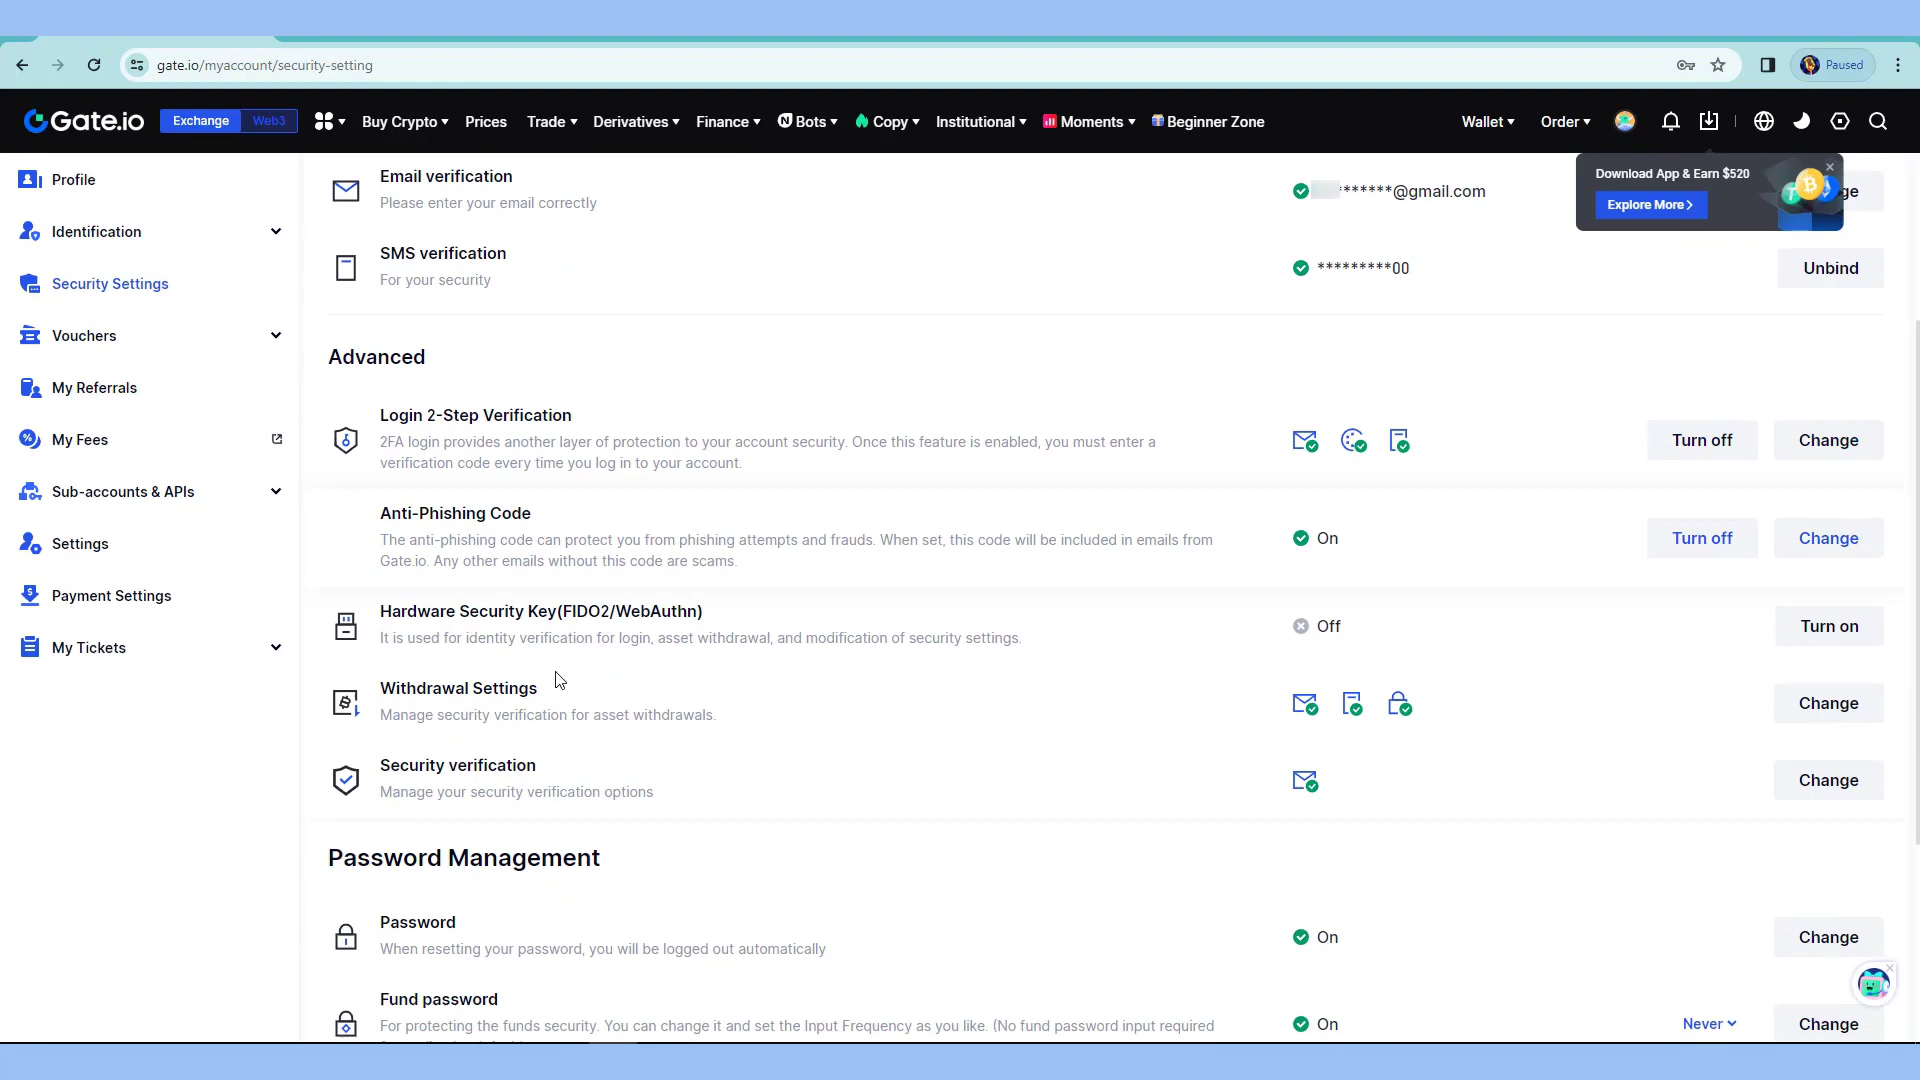 gate.io/myaccount/security-setting
Paused
Gate.io
Exchange Web3
Buy Crypto Prices Trade Derivatives Finance Bots Copy Institutional Moments Beginner Zone
Wallet Order
Profile
Identification
Security Settings
Vouchers
My Referrals
My Fees
Sub-accounts & APIs
Settings
Payment Settings
My Tickets
Download App & Earn $520
Explore More
Email verification
Please enter your email correctly
*******@gmail.com
ge
SMS verification
For your security
*********00
Unbind
Advanced
Login 2-Step Verification
2FA login provides another layer of protection to your account security. Once this feature is enabled, you must enter a
verification code every time you log in to your account.
Turn off Change
Anti-Phishing Code
The anti-phishing code can protect you from phishing attempts and frauds. When set, this code will be included in emails from
Gate.io. Any other emails without this code are scams.
On
Turn off Change
Hardware Security Key(FIDO2/WebAuthn)
It is used for identity verification for login, asset withdrawal, and modification of security settings.
Off
Turn on
Withdrawal Settings
Manage security verification for asset withdrawals.
Change
Security verification
Manage your security verification options
Change
Password Management
Password
When resetting your password, you will be logged out automatically
On
Change
Fund password
For protecting the funds security. You can change it and set the Input Frequency as you like. (No fund password input required
On
Never
Change